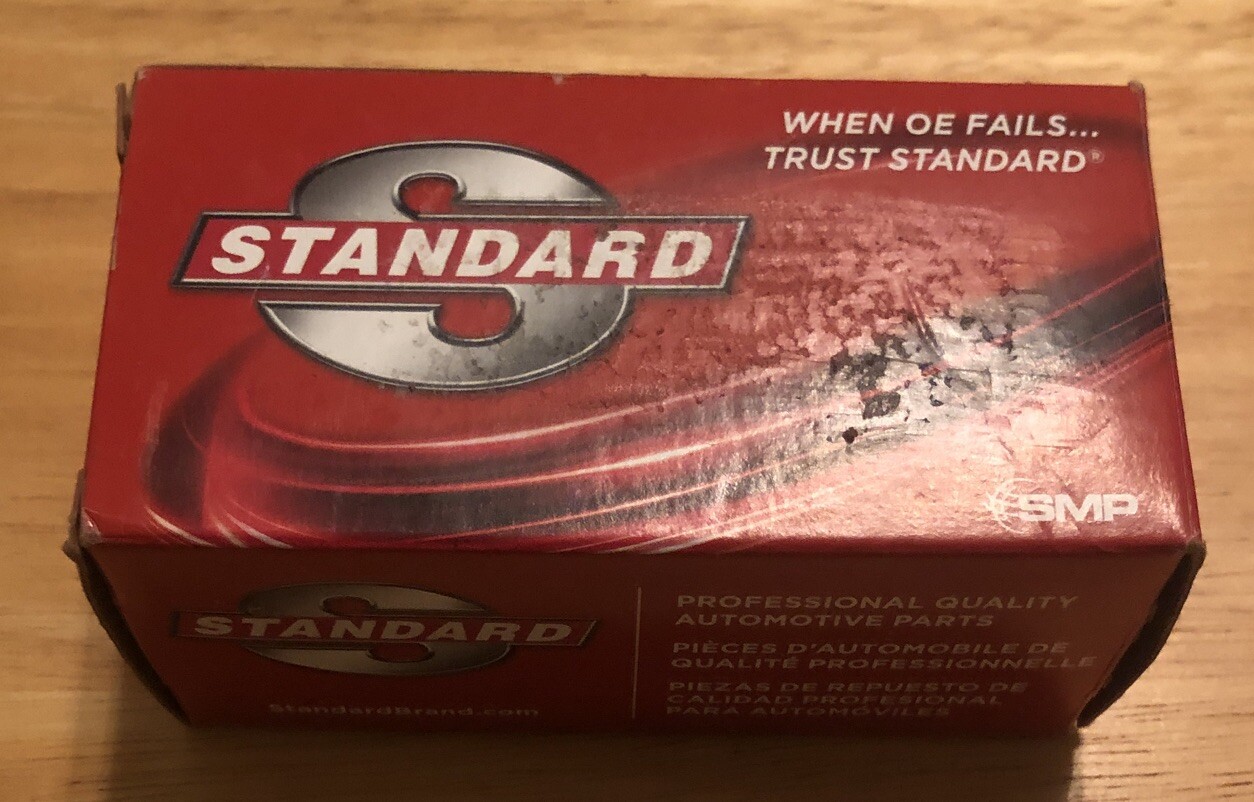 WHEN OE FAILS...
TRUST STANDARD®
STANDARD
SMP
STANDARD
StandardBrand.com
PROFESSIONAL QUALITY
AUTOMOTIVE PARTS
PIÈCES D'AUTOMOBILE DE
QUALITÉ PROFESSIONNELLE
PIEZAS DE REPUESTO DE
CALIDAD PROFESIONAL
PARA AUTOMÓVILES